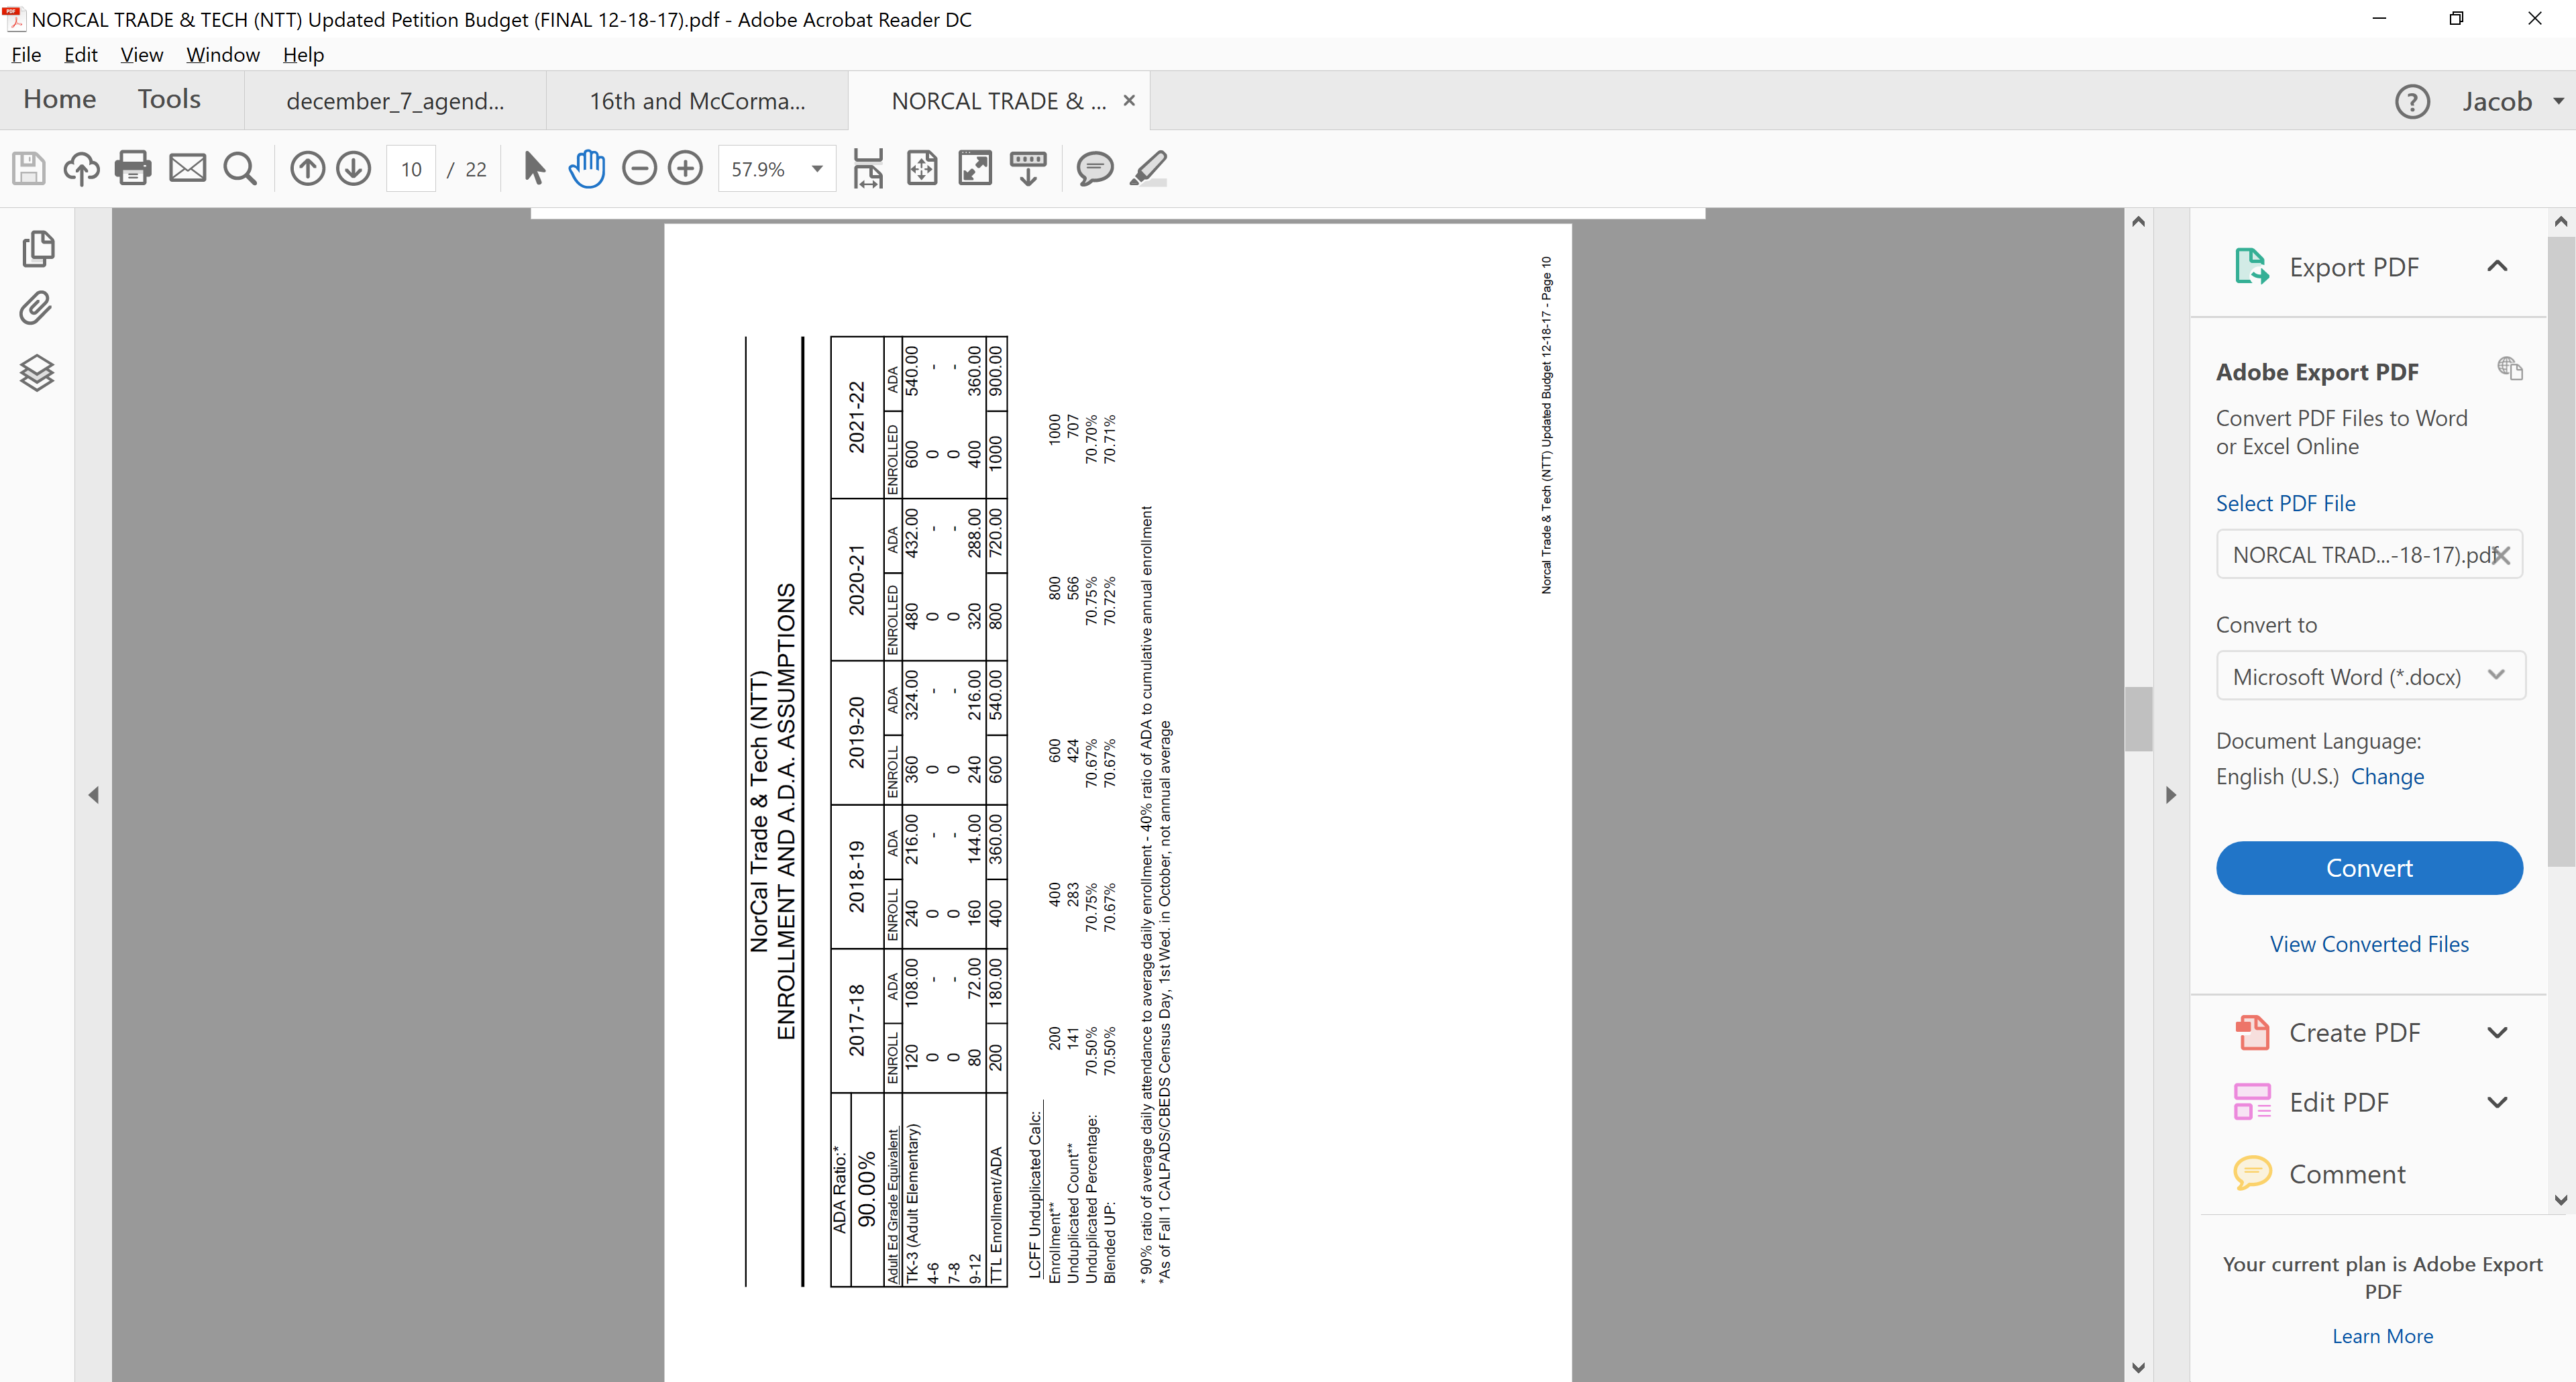 NORCAL TRADE & TECH (NTT) Updated Petition Budget (FINAL 12-18-17).pdf - Adobe Acrobat Reader DC
File Edit View Window Help
Home Tools december_7_agend... 16th and McCorma... NORCAL TRADE & ... Jacob
10 / 22 57.9%
NorCal Trade & Tech (NTT)
ENROLLMENT AND A.D.A. ASSUMPTIONS
ADA Ratio:* 2017-18 2018-19 2019-20 2020-21 2021-22
90.00%
Adult Ed Grade Equivalent ENROLL ADA ENROLL ADA ENROLL ADA ENROLLED ADA ENROLLED ADA
TK-3 (Adult Elementary) 120 108.00 240 216.00 360 324.00 480 432.00 600 540.00
4-6 0 - 0 - 0 - 0 - 0 -
7-8 0 - 0 - 0 - 0 - 0 -
9-12 80 72.00 160 144.00 240 216.00 320 288.00 400 360.00
TTL Enrollment/ADA 200 180.00 400 360.00 600 540.00 800 720.00 1000 900.00
LCFF Unduplicated Calc:
Enrollment** 200 400 600 800 1000
Unduplicated Count** 141 283 424 566 707
Unduplicated Percentage: 70.50% 70.75% 70.67% 70.75% 70.70%
Blended UP: 70.50% 70.67% 70.67% 70.72% 70.71%
* 90% ratio of average daily attendance to average daily enrollment - 40% ratio of ADA to cumulative annual enrollment
*As of Fall 1 CALPADS/CBEDS Census Day, 1st Wed. in October, not annual average
Norcal Trade & Tech (NTT) Updated Budget 12-18-17 - Page 10
Export PDF
Adobe Export PDF
Convert PDF Files to Word
or Excel Online
Select PDF File
NORCAL TRAD...-18-17).pdf
Convert to
Microsoft Word (*.docx)
Document Language:
English (U.S.) Change
Convert
View Converted Files
Create PDF
Edit PDF
Comment
Your current plan is Adobe Export
PDF
Learn More